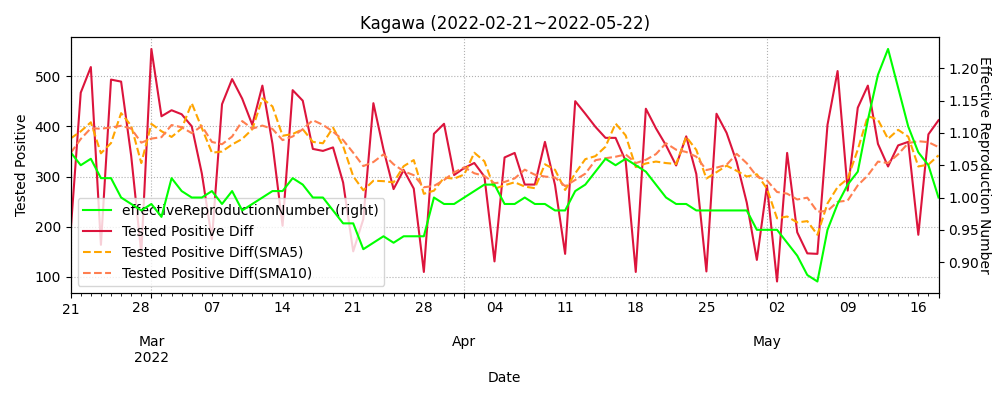 Kagawa (2022-02-21~2022-05-22)
Tested Positive
500
400
300
200
100
1.20
1.15
1.10
1.05
1.00
0.95
0.90
Effective Reproduction Number
effectiveReproductionNumber (right)
Tested Positive Diff
Tested Positive Diff(SMA5)
Tested Positive Diff(SMA10)
21 28 07 14 21 28 04 11 18 25 02 09 16
Mar Apr May
2022
Date